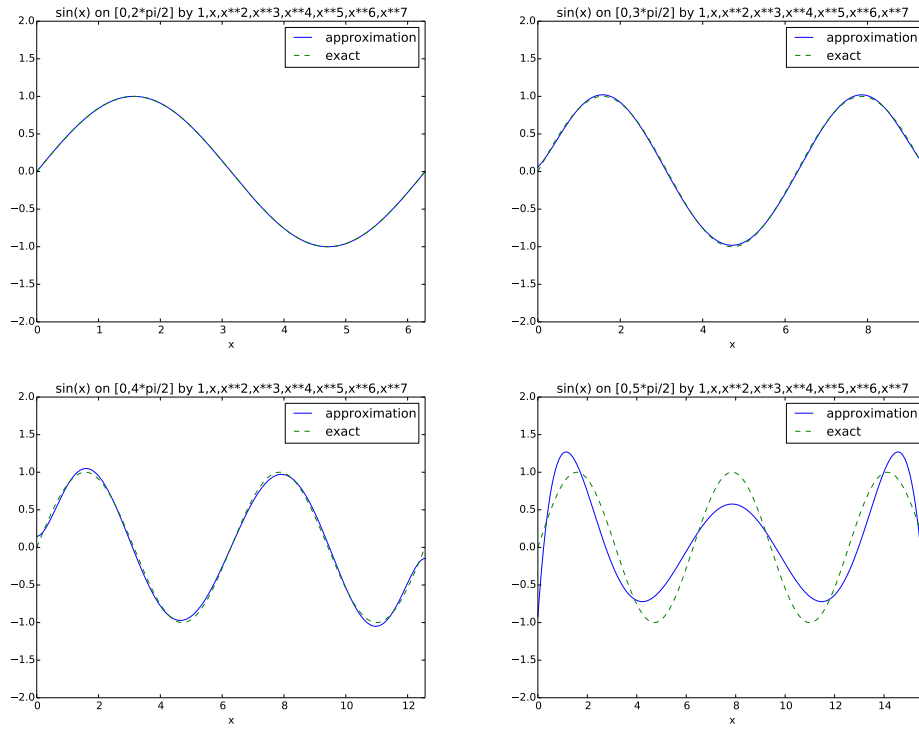 sin(x) on [0,2*pi/2] by 1,x,x**2,x**3,x**4,x**5,x**6,x**7
2.0
1.5
1.0
0.5
0.0
−0.5
−1.0
−1.5
−2.0
approximation
exact
0 1 2 3 4 5 6
x
sin(x) on [0,3*pi/2] by 1,x,x**2,x**3,x**4,x**5,x**6,x**7
2.0
1.5
1.0
0.5
0.0
−0.5
−1.0
−1.5
−2.0
approximation
exact
0 2 4 6 8
x
sin(x) on [0,4*pi/2] by 1,x,x**2,x**3,x**4,x**5,x**6,x**7
2.0
1.5
1.0
0.5
0.0
−0.5
−1.0
−1.5
−2.0
approximation
exact
0 2 4 6 8 10 12
x
sin(x) on [0,5*pi/2] by 1,x,x**2,x**3,x**4,x**5,x**6,x**7
2.0
1.5
1.0
0.5
0.0
−0.5
−1.0
−1.5
−2.0
approximation
exact
0 2 4 6 8 10 12 14
x